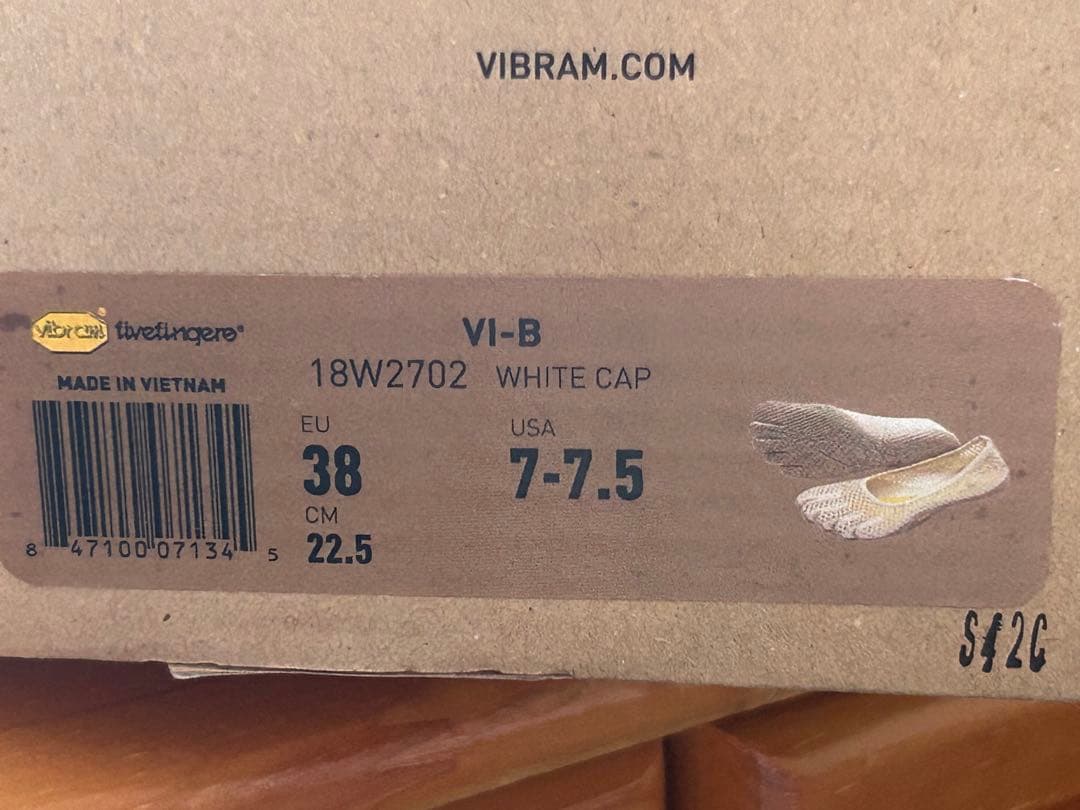 VIBRAM.COM
vibram fivefingers®
VI-B
18W2702 WHITE CAP
MADE IN VIETNAM
EU
38
USA
7-7.5
CM
22.5
8 47100 07134 5